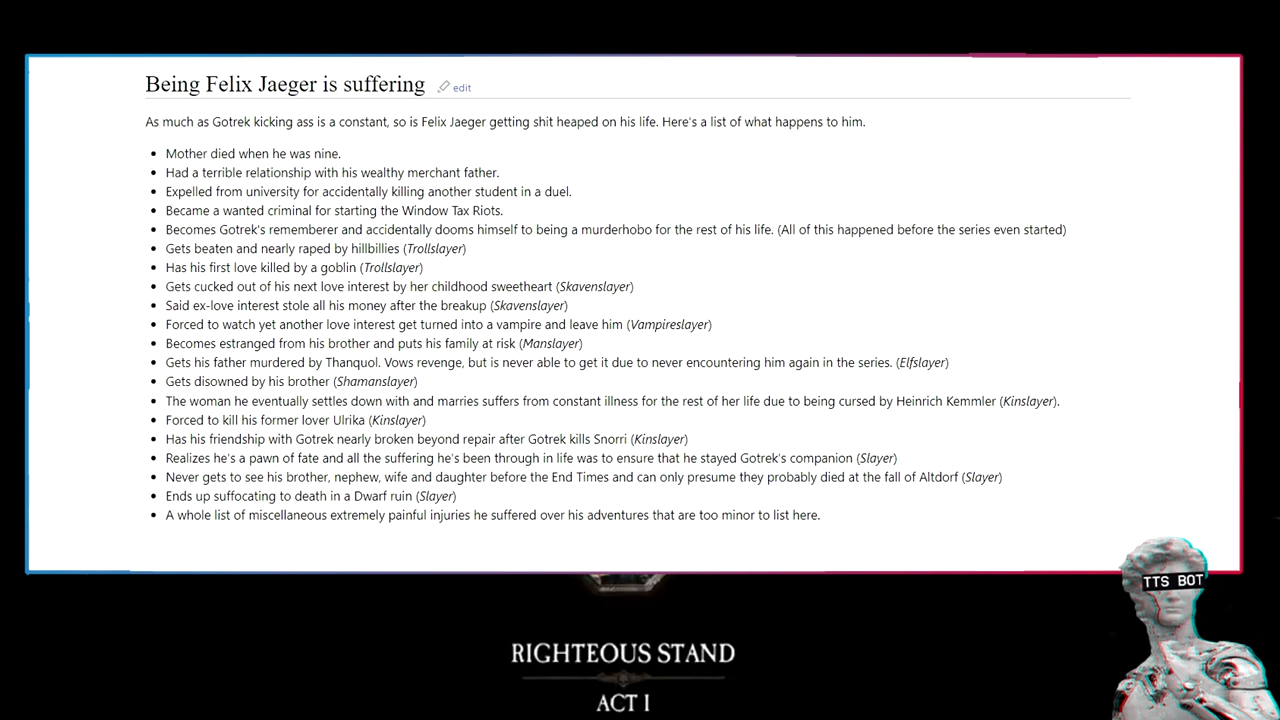 Being Felix Jaeger is suffering edit
As much as Gotrek kicking ass is a constant, so is Felix Jaeger getting shit heaped on his life. Here's a list of what happens to him.
• Mother died when he was nine.
• Had a terrible relationship with his wealthy merchant father.
• Expelled from university for accidentally killing another student in a duel.
• Became a wanted criminal for starting the Window Tax Riots.
• Becomes Gotrek's rememberer and accidentally dooms himself to being a murderhobo for the rest of his life. (All of this happened before the series even started)
• Gets beaten and nearly raped by hillbillies (Trollslayer)
• Has his first love killed by a goblin (Trollslayer)
• Gets cucked out of his next love interest by her childhood sweetheart (Skavenslayer)
• Said ex-love interest stole all his money after the breakup (Skavenslayer)
• Forced to watch yet another love interest get turned into a vampire and leave him (Vampireslayer)
• Becomes estranged from his brother and puts his family at risk (Manslayer)
• Gets his father murdered by Thanquol. Vows revenge, but is never able to get it due to never encountering him again in the series. (Elfslayer)
• Gets disowned by his brother (Shamanslayer)
• The woman he eventually settles down with and marries suffers from constant illness for the rest of her life due to being cursed by Heinrich Kemmler (Kinslayer).
• Forced to kill his former lover Ulrika (Kinslayer)
• Has his friendship with Gotrek nearly broken beyond repair after Gotrek kills Snorri (Kinslayer)
• Realizes he's a pawn of fate and all the suffering he's been through in life was to ensure that he stayed Gotrek's companion (Slayer)
• Never gets to see his brother, nephew, wife and daughter before the End Times and can only presume they probably died at the fall of Altdorf (Slayer)
• Ends up suffocating to death in a Dwarf ruin (Slayer)
• A whole list of miscellaneous extremely painful injuries he suffered over his adventures that are too minor to list here.
TTS BOT
RIGHTEOUS STAND
ACT I